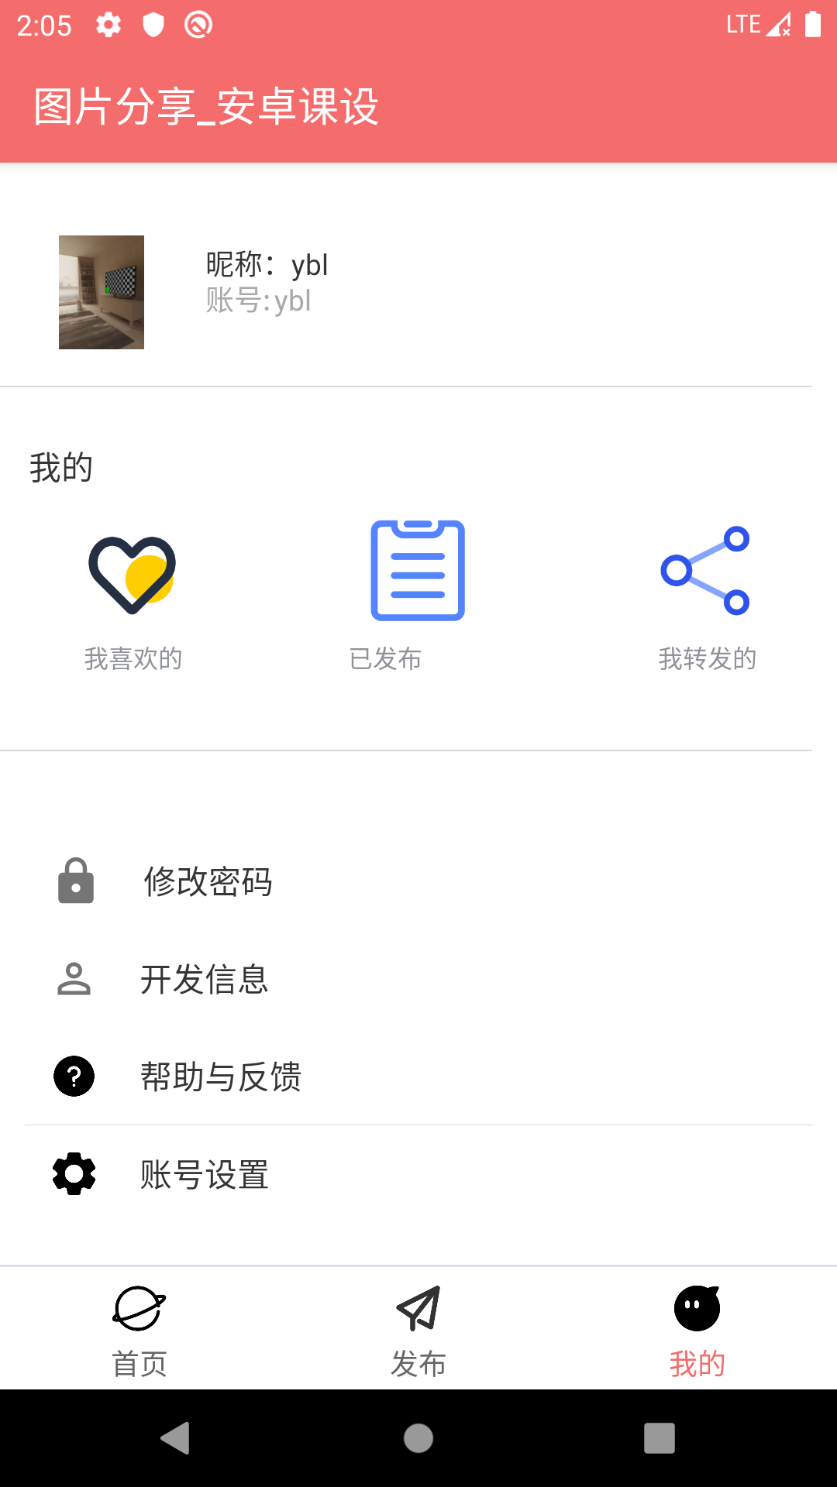 2:05
LTE
图片分享_安卓课设
昵称：ybl
账号:ybl
我的
我喜欢的
已发布
我转发的
修改密码
开发信息
帮助与反馈
账号设置
首页
发布
我的